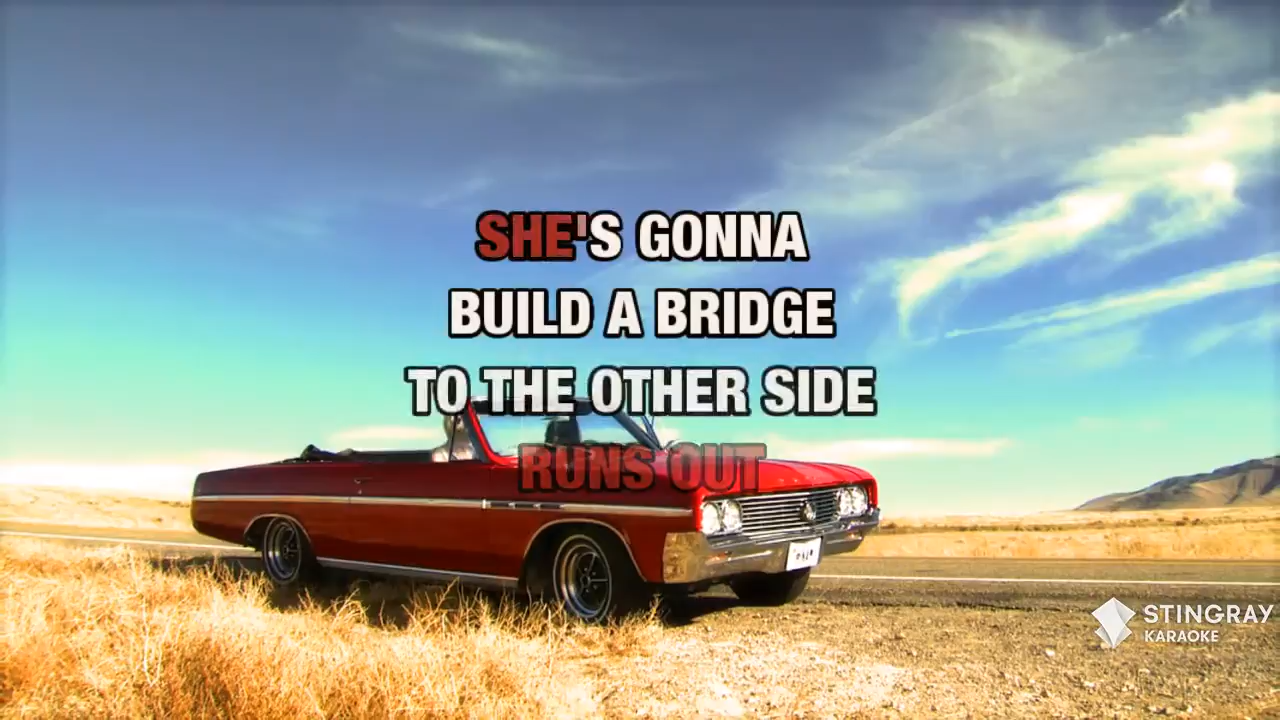 SHE'S GONNA
BUILD A BRIDGE
TO THE OTHER SIDE
RUNS OUT
STINGRAY
KARAOKE